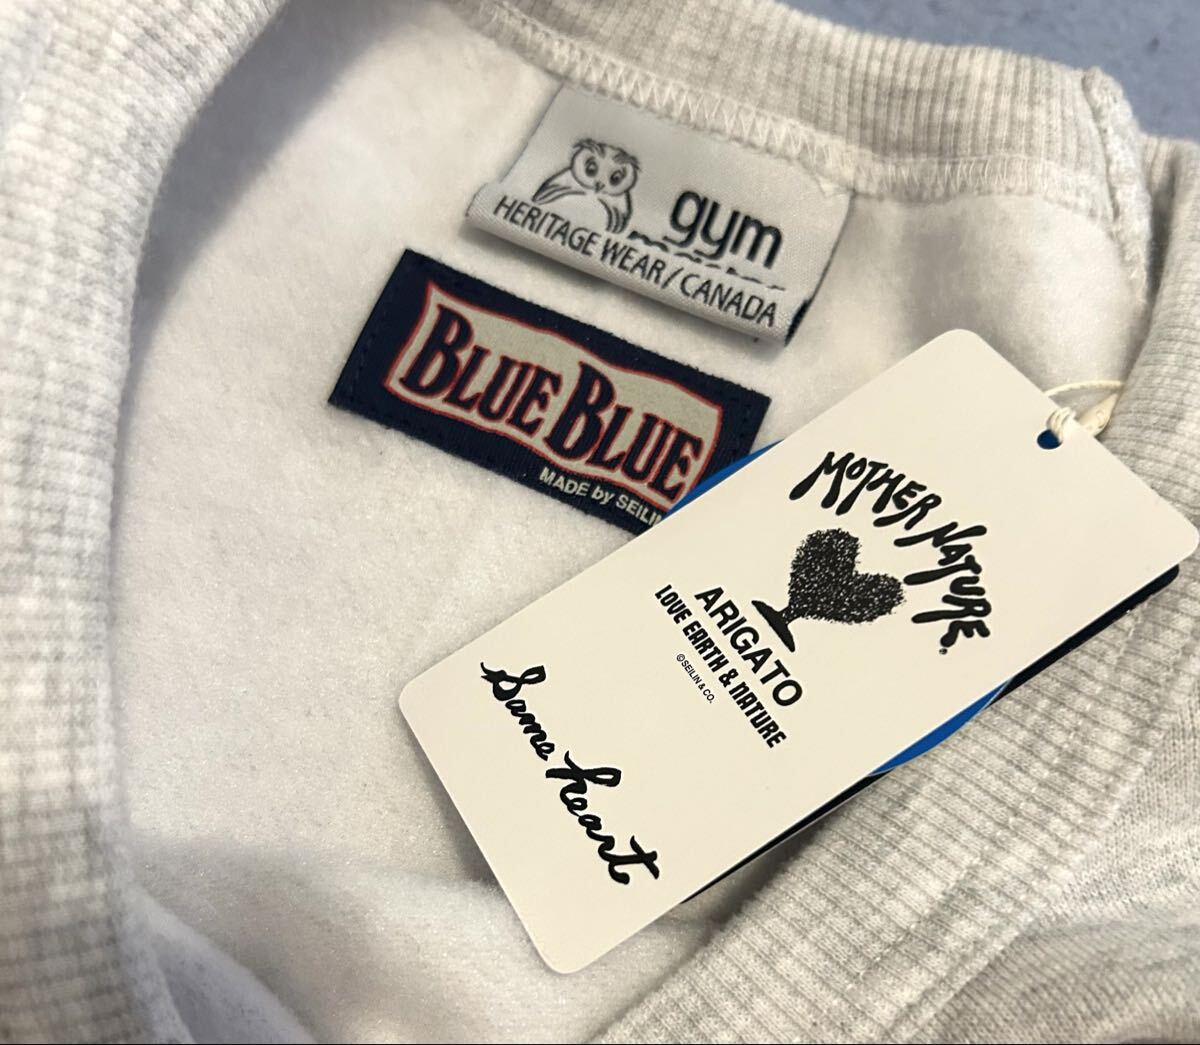 gym
HERITAGE WEAR/CANADA
BLUE BLUE
MADE by SEILIN
MOTHER NATURE.
ARIGATO
LOVE EARTH & NATURE
©SEILIN & CO.
Same heart